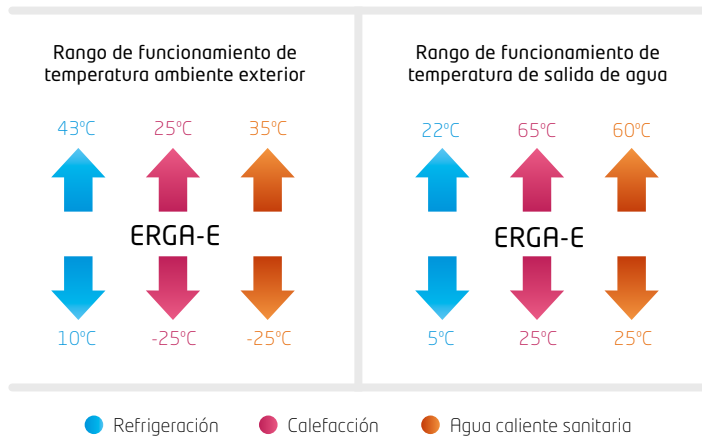 Rango de funcionamiento de
temperatura ambiente exterior
43ºC 25ºC 35ºC
ERGA-E
10ºC -25ºC -25ºC
Rango de funcionamiento de
temperatura de salida de agua
22ºC 65ºC 60ºC
ERGA-E
5ºC 25ºC 25ºC
Refrigeración Calefacción Agua caliente sanitaria